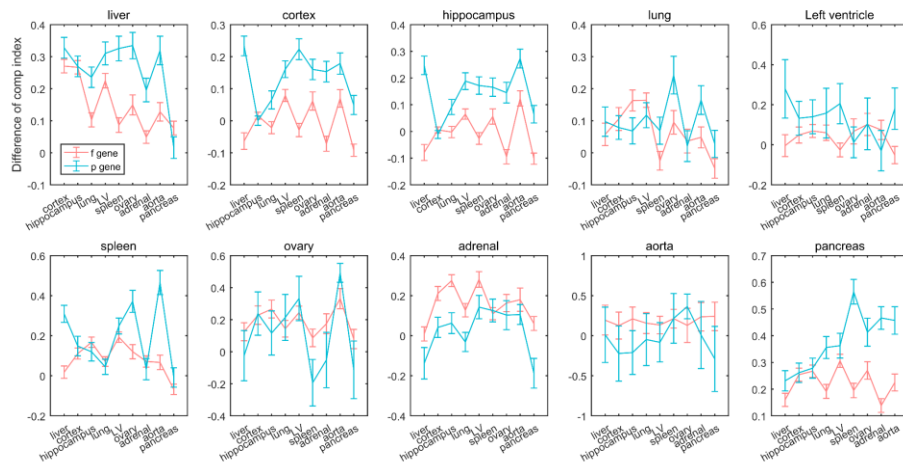 liver
cortex
hippocampus
lung
Left ventricle
Difference of comp index
0.4
0.3
0.2
0.1
0
-0.1
f gene
p gene
cortex
hippocampus
lung
LV
spleen
ovary
adrenal
aorta
pancreas
0.3
0.2
0.1
0
-0.1
-0.2
liver
hippocampus
lung
LV
spleen
ovary
adrenal
aorta
pancreas
0.4
0.3
0.2
0.1
0
-0.1
-0.2
liver
cortex
lung
LV
spleen
ovary
adrenal
aorta
pancreas
0.4
0.3
0.2
0.1
0
-0.1
liver
cortex
hippocampus
LV
spleen
ovary
adrenal
aorta
pancreas
0.6
0.4
0.2
0
-0.2
liver
cortex
hippocampus
lung
spleen
ovary
adrenal
aorta
pancreas
spleen
ovary
adrenal
aorta
pancreas
0.6
0.4
0.2
0
-0.2
liver
cortex
hippocampus
lung
LV
ovary
adrenal
aorta
pancreas
0.6
0.4
0.2
0
-0.2
-0.4
liver
cortex
hippocampus
lung
LV
spleen
adrenal
aorta
pancreas
0.4
0.2
0
-0.2
-0.4
liver
cortex
hippocampus
lung
LV
spleen
ovary
aorta
pancreas
1
0.5
0
-0.5
-1
liver
cortex
hippocampus
lung
LV
spleen
ovary
adrenal
pancreas
0.7
0.6
0.5
0.4
0.3
0.2
0.1
liver
cortex
hippocampus
lung
LV
spleen
ovary
adrenal
aorta